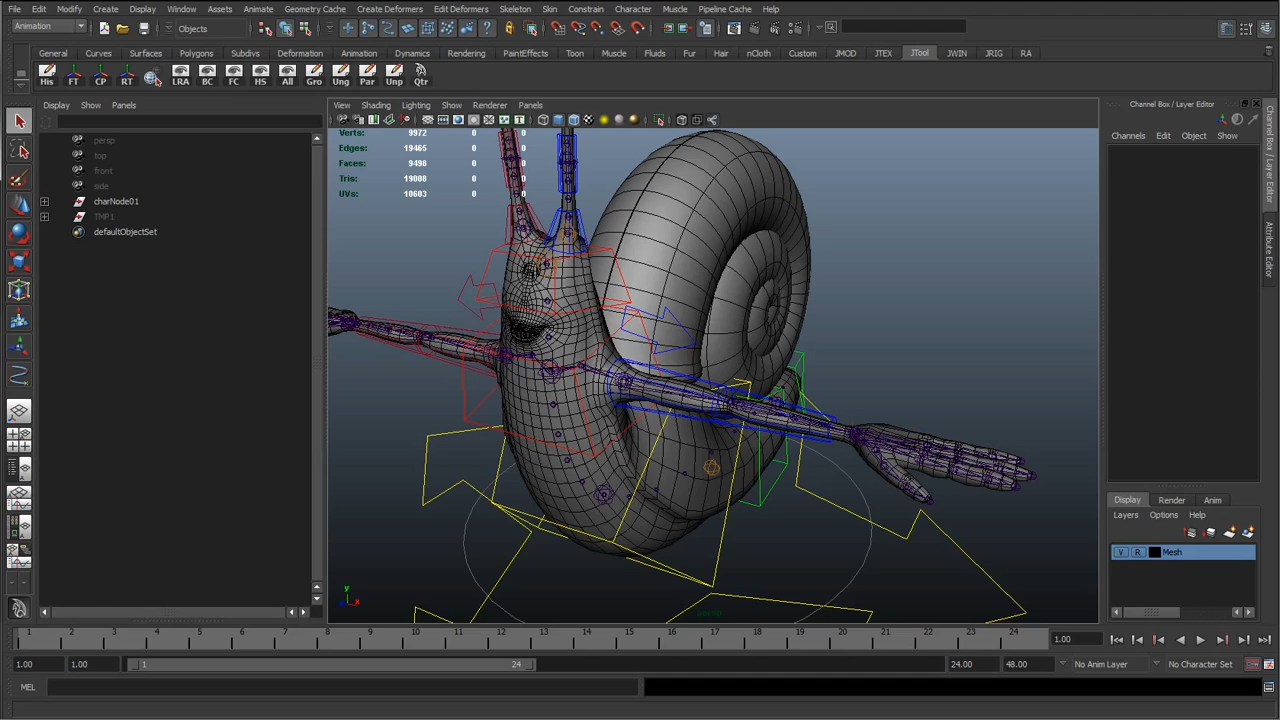 File Edit Modify Create Display Window Assets Animate Geometry Cache Create Deformers Edit Deformers Skeleton Skin Constrain Character Muscle Pipeline Cache Help
Animation Objects
General Curves Surfaces Polygons Subdivs Deformation Animation Dynamics Rendering PaintEffects Toon Muscle Fluids Fur Hair nCloth Custom JMOD JTEX JTool JWIN JRIG RA
His FT CP RT LRA BC FC HS All Gro Ung Par Unp Qtr
Display Show Panels
View Shading Lighting Show Renderer Panels
Channel Box / Layer Editor
Channels Edit Object Show
Verts: 9972 0 0
Edges: 19465 0 0
Faces: 9498 0 0
Tris: 19008 0 0
UVs: 10603 0 0
persp
top
front
side
charNode01
TMP1
defaultObjectSet
Channel Box / Layer Editor
Attribute Editor
Display Render Anim
Layers Options Help
V R Mesh
y
x
persp
1 2 3 4 5 6 7 8 9 10 11 12 13 14 15 16 17 18 19 20 21 22 23 24 1.00
1.00 1.00 1 24 24.00 48.00 No Anim Layer No Character Set
MEL